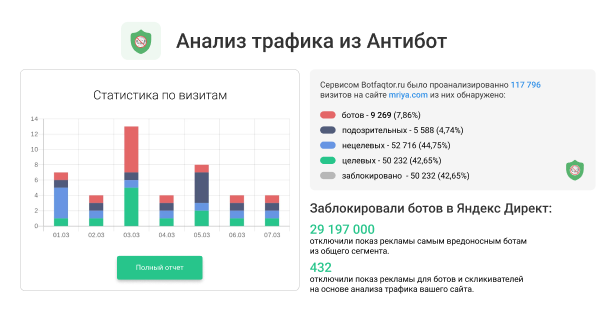 Анализ трафика из Антибот
Статистика по визитам
14
12
10
8
6
4
2
0
01.03 02.03 03.03 04.03 05.03 06.03 07.03
Полный отчет
Сервисом Botfaqtor.ru было проанализированно 117 796
визитов на сайте mriya.com из них обнаружено:
ботов - 9 269 (7,86%)
подозрительных - 5 588 (4,74%)
нецелевых - 52 716 (44,75%)
целевых - 50 232 (42,65%)
заблокировано - 50 232 (42,65%)
Заблокировали ботов в Яндекс Директ:
29 197 000
отключили показ рекламы самым вредоносным ботам
из общего сегмента.
432
отключили показ рекламы для ботов и скликивателей
на основе анализа трафика вашего сайта.